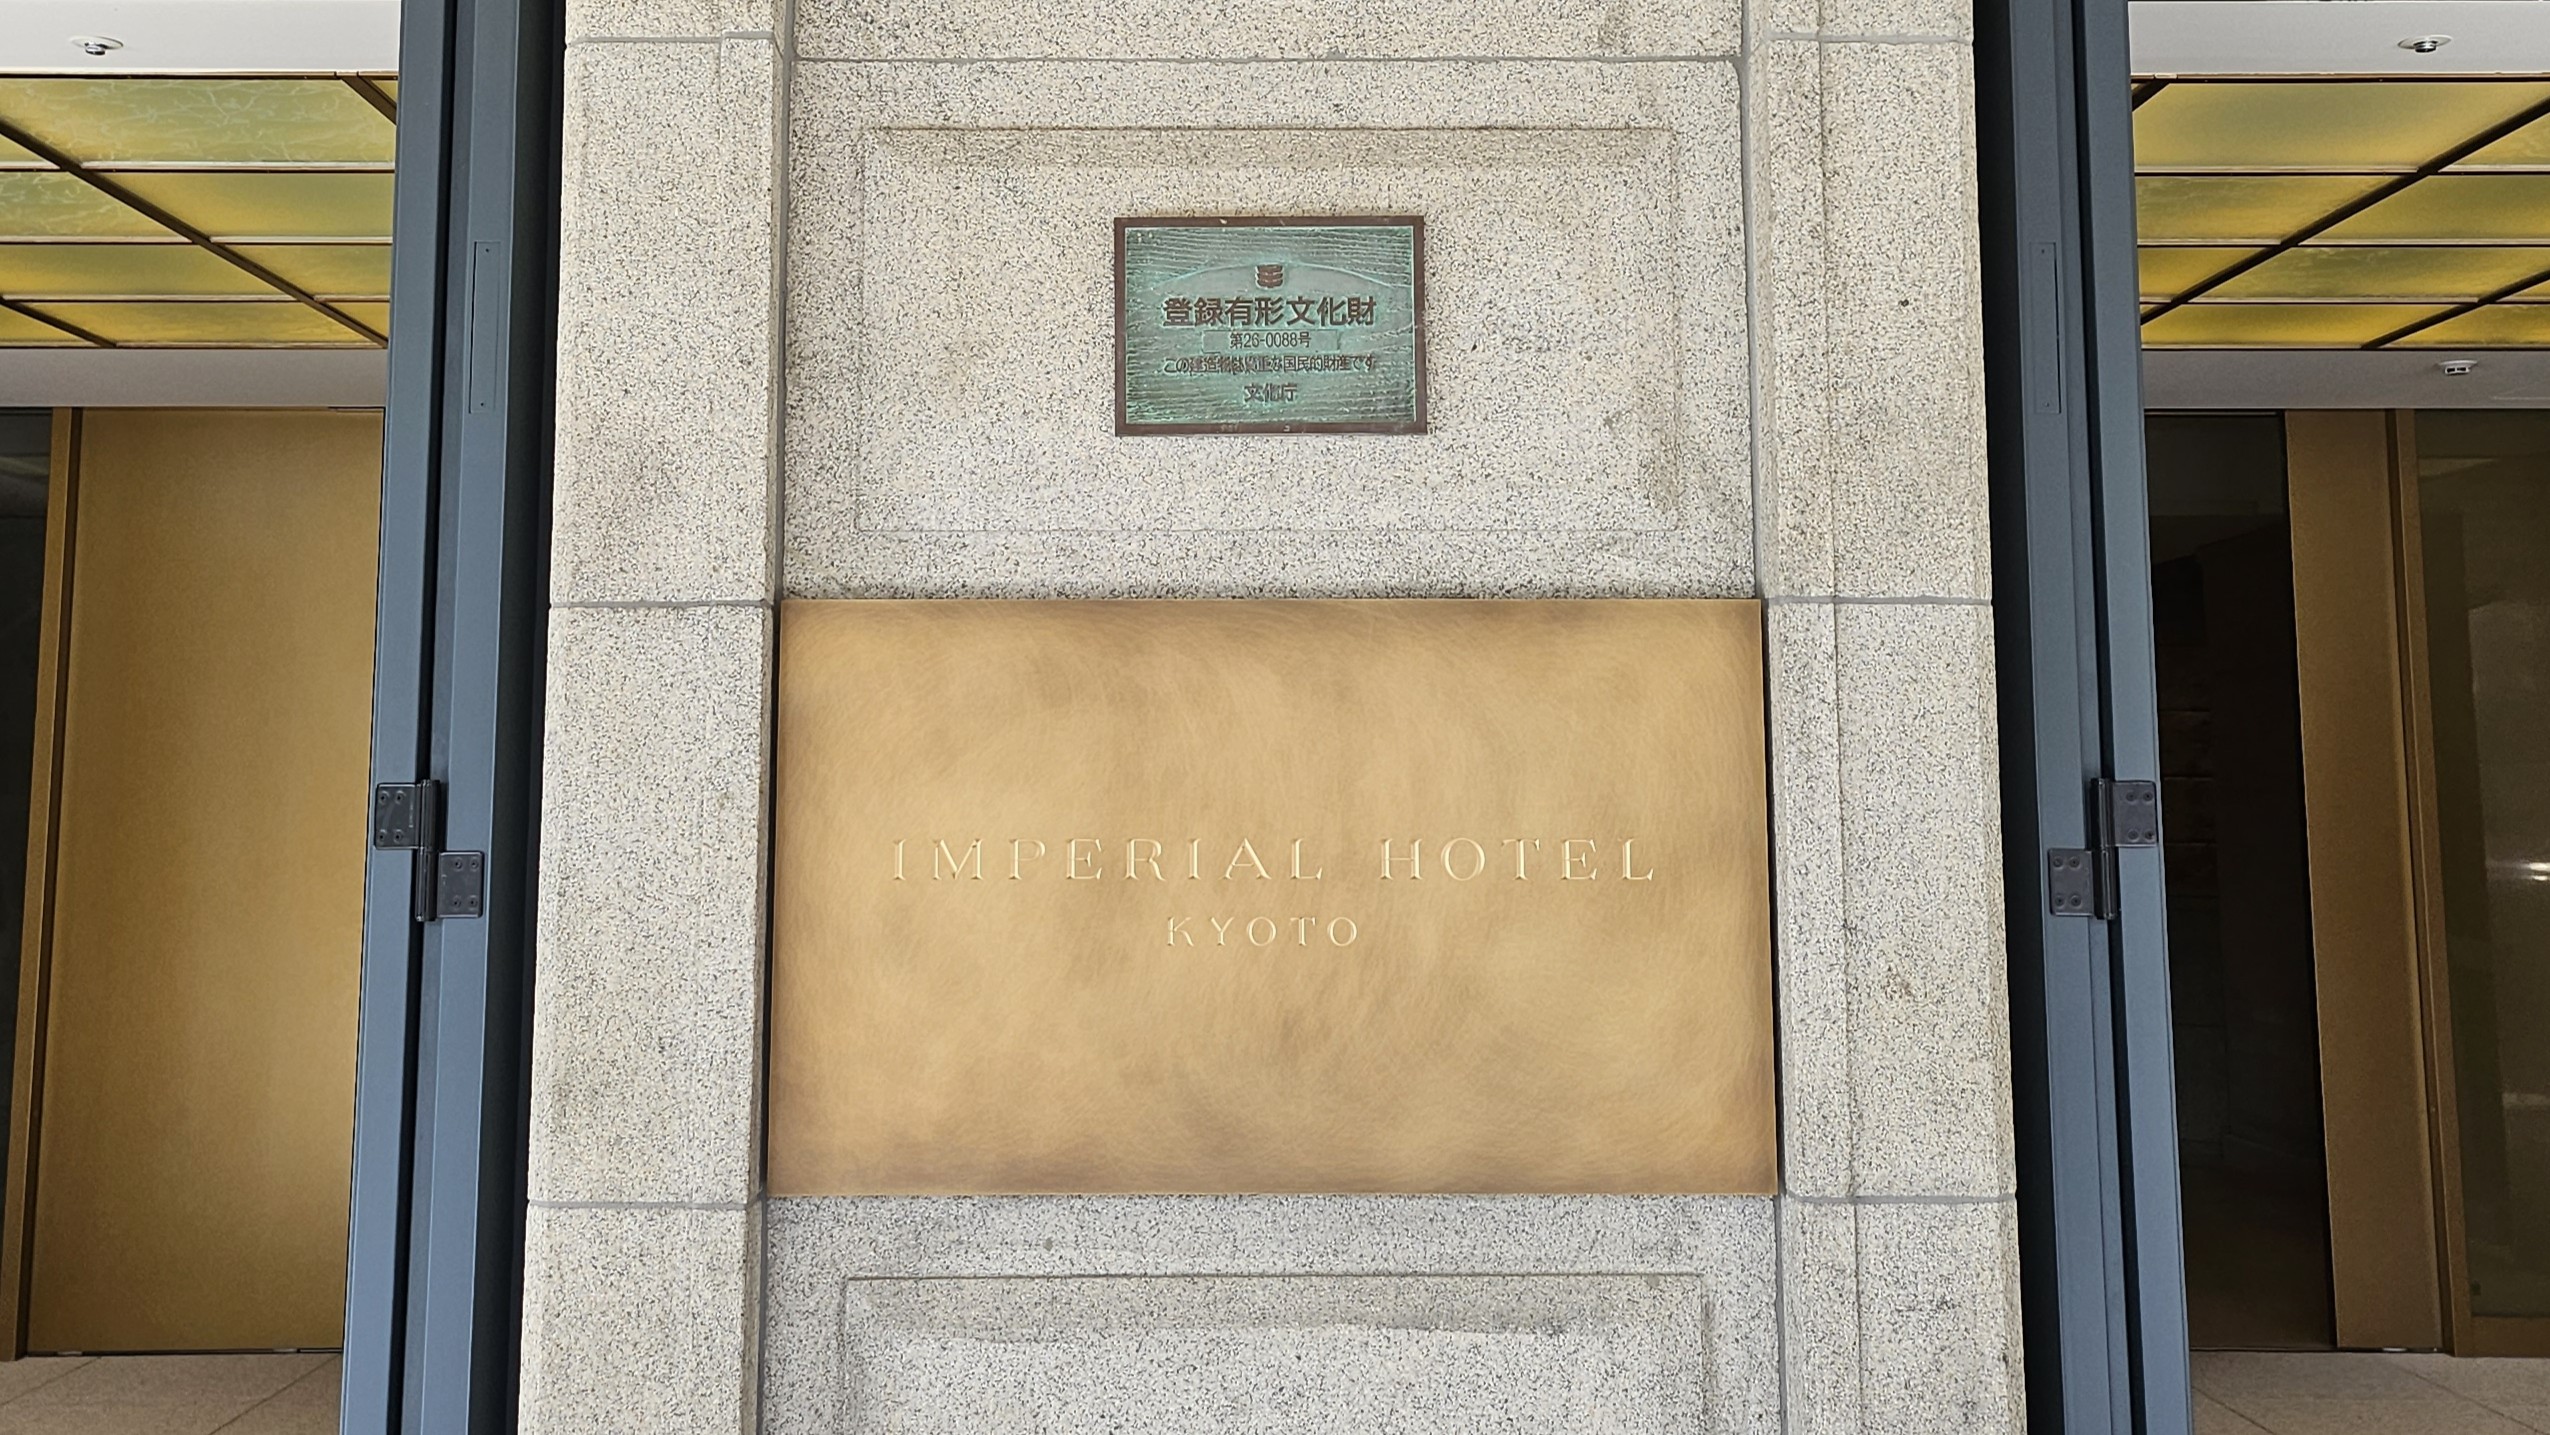 登録有形文化財
第26-0088号
この建造物は貴重な国民的財産です
文化庁
IMPERIAL HOTEL
KYOTO